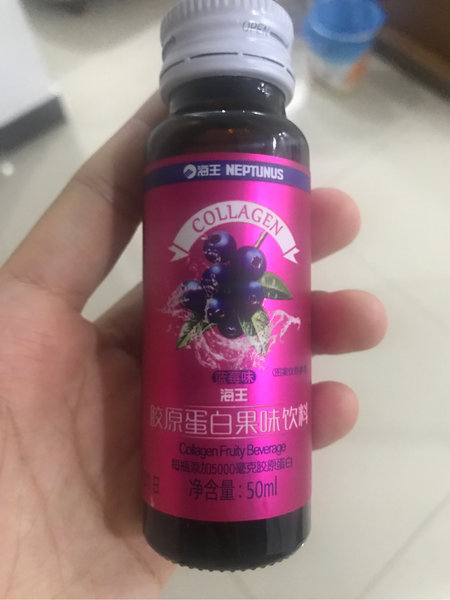 OPEN
海王 NEPTUNUS
COLLAGEN
蓝莓味
海王
胶原蛋白果味饮料
Collagen Fruity Beverage
每瓶添加5000毫克胶原蛋白
净含量:50ml
日